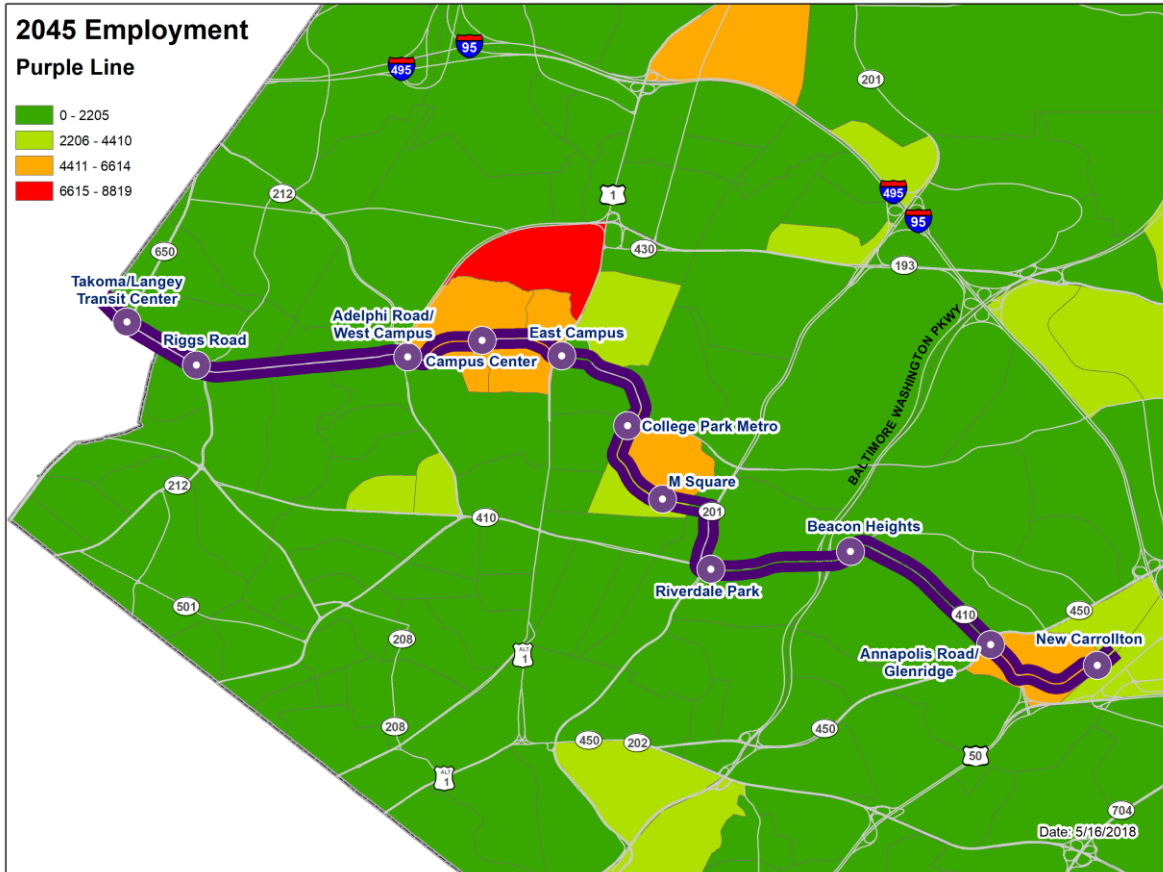 2045 Employment
Purple Line
0 - 2205
2206 - 4410
4411 - 6614
6615 - 8819
95
495
201
212
1
495
95
650
430
193
Takoma/Langey
Transit Center
Riggs Road
Adelphi Road/
West Campus
Campus Center
East Campus
BALTIMORE WASHINGTON PKWY
College Park Metro
M Square
212
410
201
Beacon Heights
Riverdale Park
501
208
410
450
New Carrollton
Annapolis Road/
Glenridge
ALT
1
208
450
202
450
50
ALT
1
704
Date: 5/16/2018